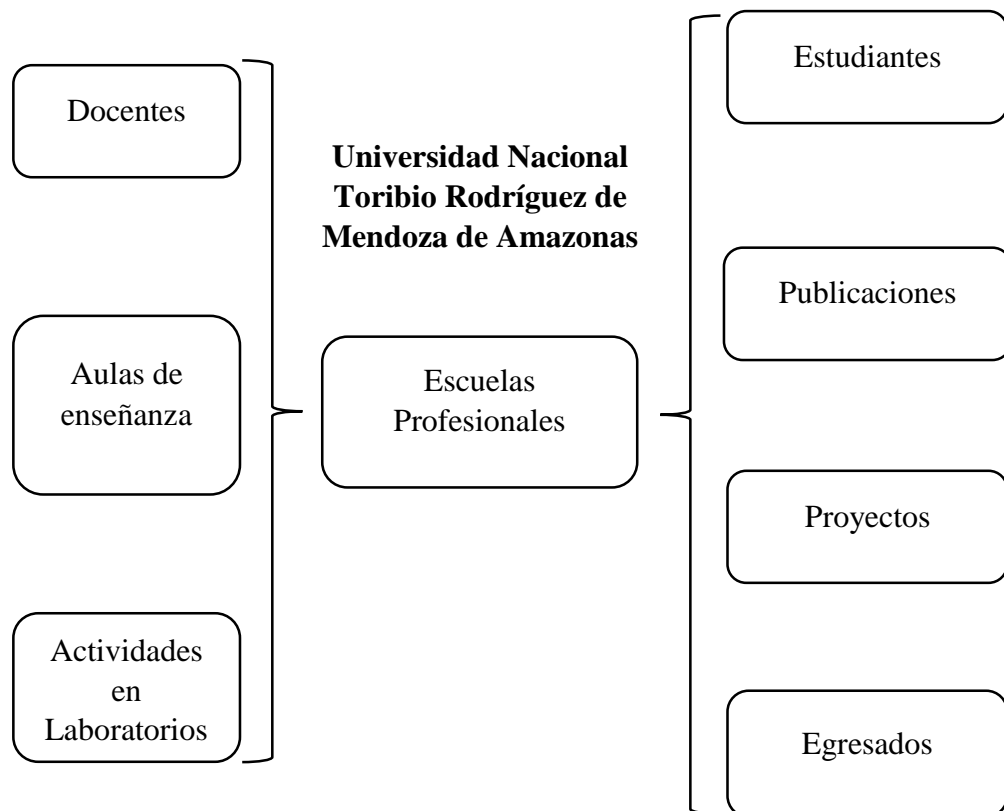 Docentes
Aulas de
enseñanza
Actividades
en
Laboratorios
Universidad Nacional
Toribio Rodríguez de
Mendoza de Amazonas
Escuelas
Profesionales
Estudiantes
Publicaciones
Proyectos
Egresados